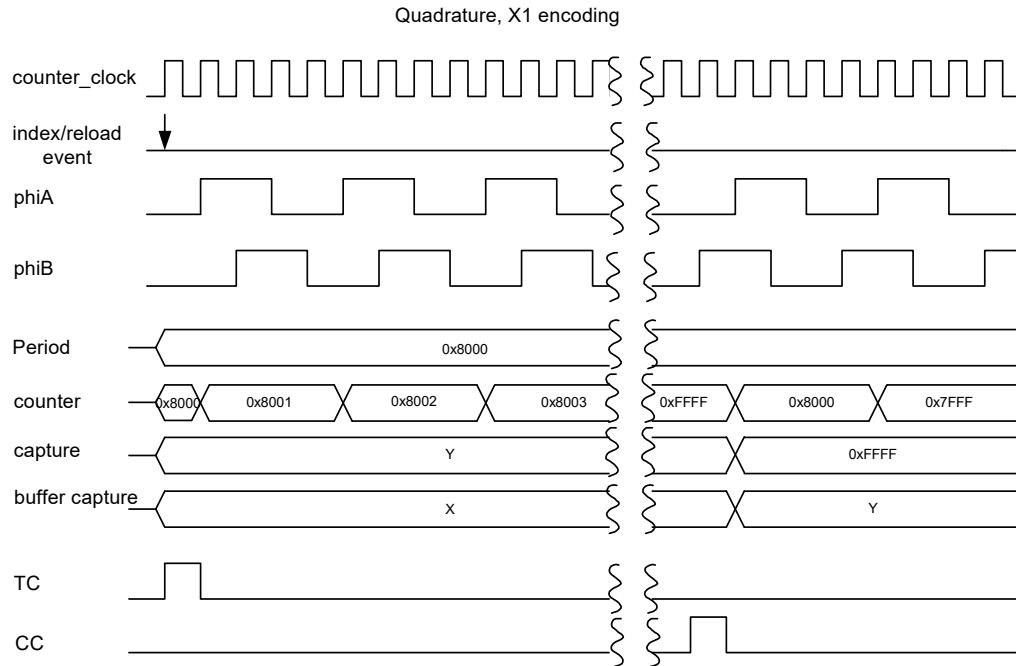 Quadrature, X1 encoding
counter_clock
index/reload
event
phiA
phiB
Period
0x8000
counter
0x8000
0x8001
0x8002
0x8003
0xFFFF
0x8000
0x7FFF
capture
Y
0xFFFF
buffer capture
X
Y
TC
CC